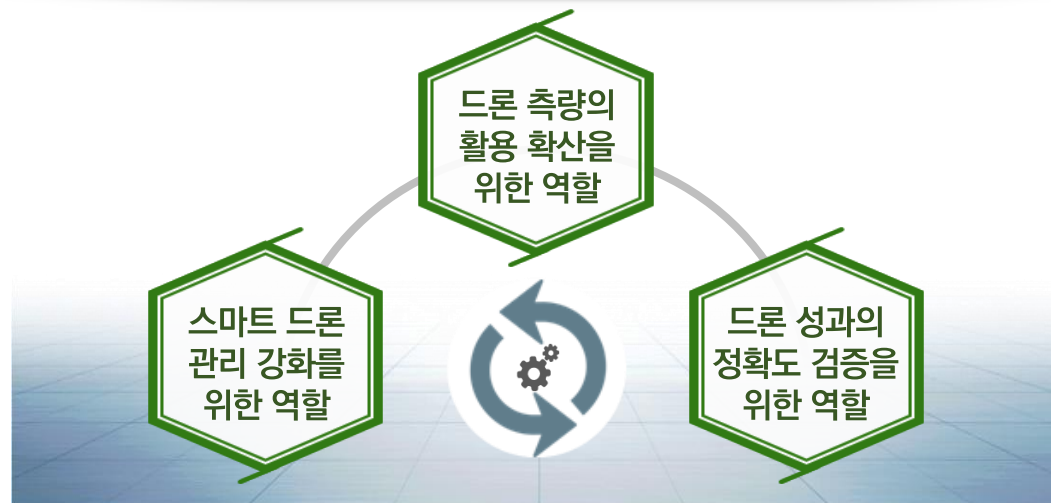 드론 측량의
활용 확산을
위한 역할
스마트 드론
관리 강화를
위한 역할
드론 성과의
정확도 검증을
위한 역할